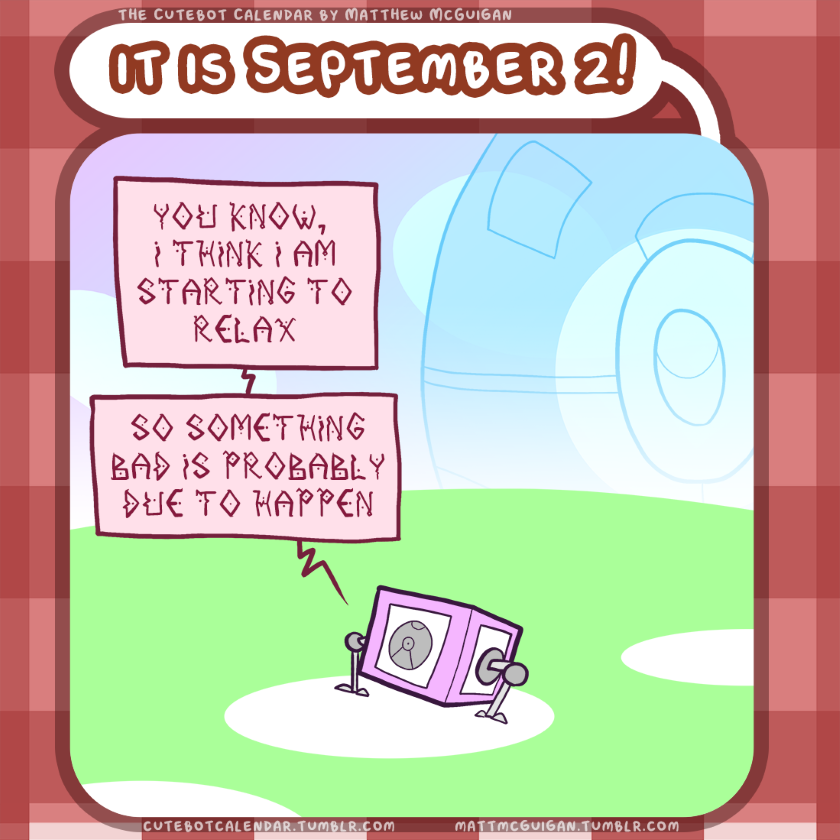 THE CUTEBOT CALENDAR BY MATTHEW MCGUIGAN
IT IS SEPTEMBER 2!
YOU KNOW,
I THINK I AM
STARTING TO
RELAX
SO SOMETHING
BAD IS PROBABLY
DUE TO HAPPEN
CUTEBOTCALENDAR.TUMBLR.COM
MATTMCGUIGAN.TUMBLR.COM